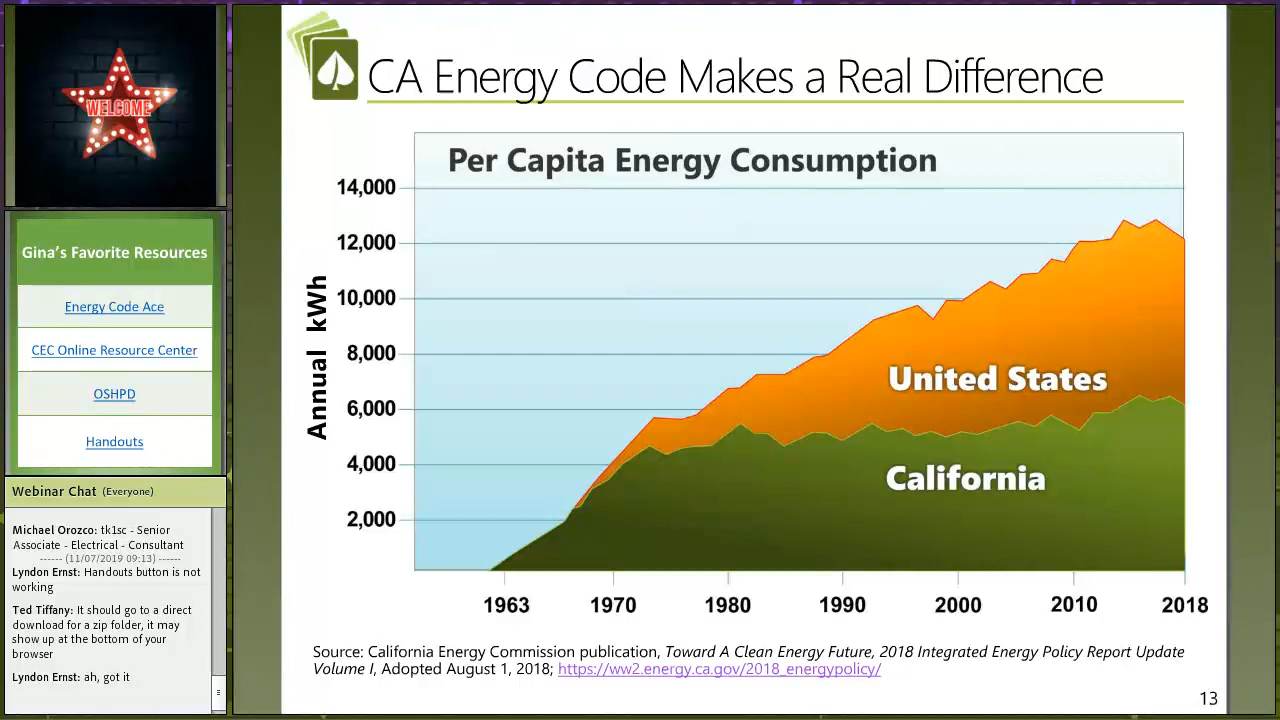 WELCOME
Gina's Favorite Resources
Energy Code Ace
CEC Online Resource Center
OSHPD
Handouts
Webinar Chat (Everyone)
Michael Orozco: tk1sc - Senior
Associate - Electrical - Consultant
------ (11/07/2019 09:13) ------
Lyndon Ernst: Handouts button is not
working
Ted Tiffany: It should go to a direct
download for a zip folder, it may
show up at the bottom of your
browser
Lyndon Ernst: ah, got it
CA Energy Code Makes a Real Difference
Per Capita Energy Consumption
Annual kWh
14,000
12,000
10,000
8,000
6,000
4,000
2,000
United States
California
1963 1970 1980 1990 2000 2010 2018
Source: California Energy Commission publication, Toward A Clean Energy Future, 2018 Integrated Energy Policy Report Update
Volume I, Adopted August 1, 2018; https://ww2.energy.ca.gov/2018_energypolicy/
13